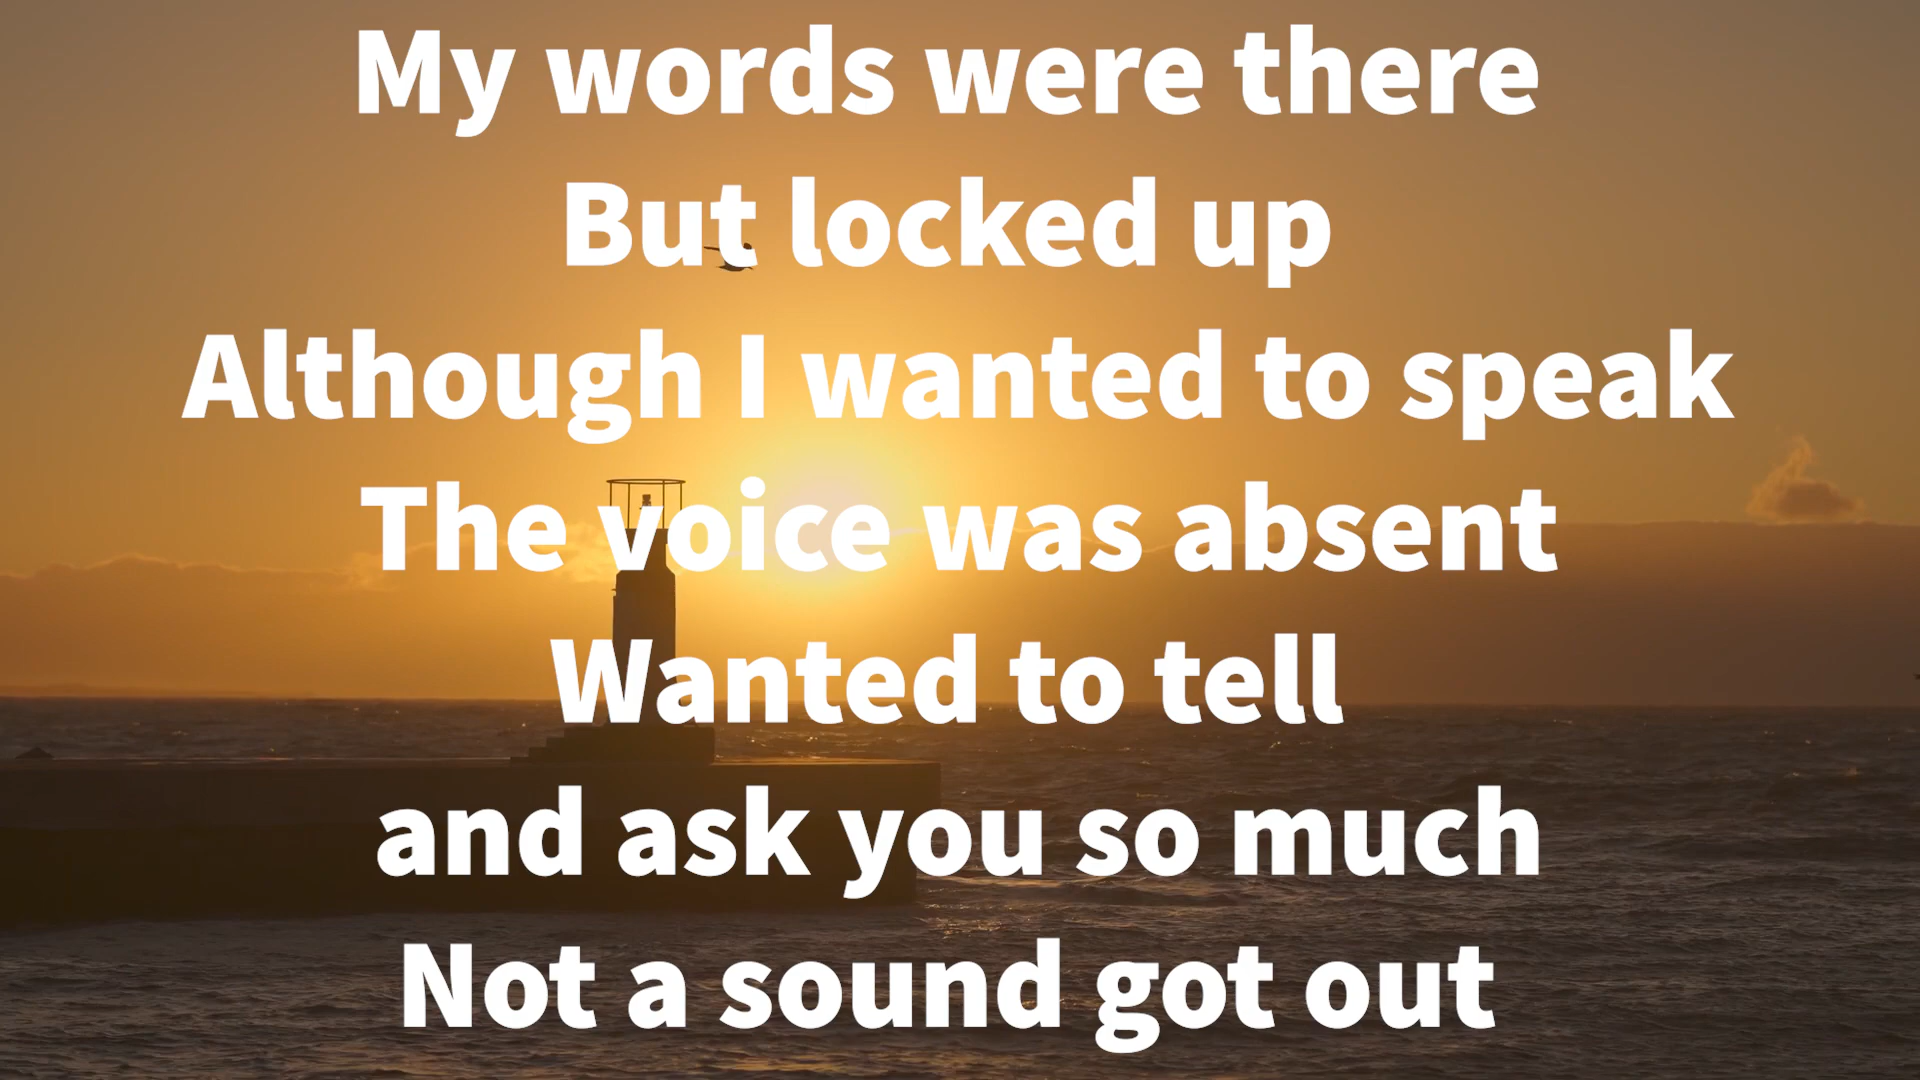 My words were there
But locked up
Although I wanted to speak
The voice was absent
Wanted to tell
and ask you so much
Not a sound got out